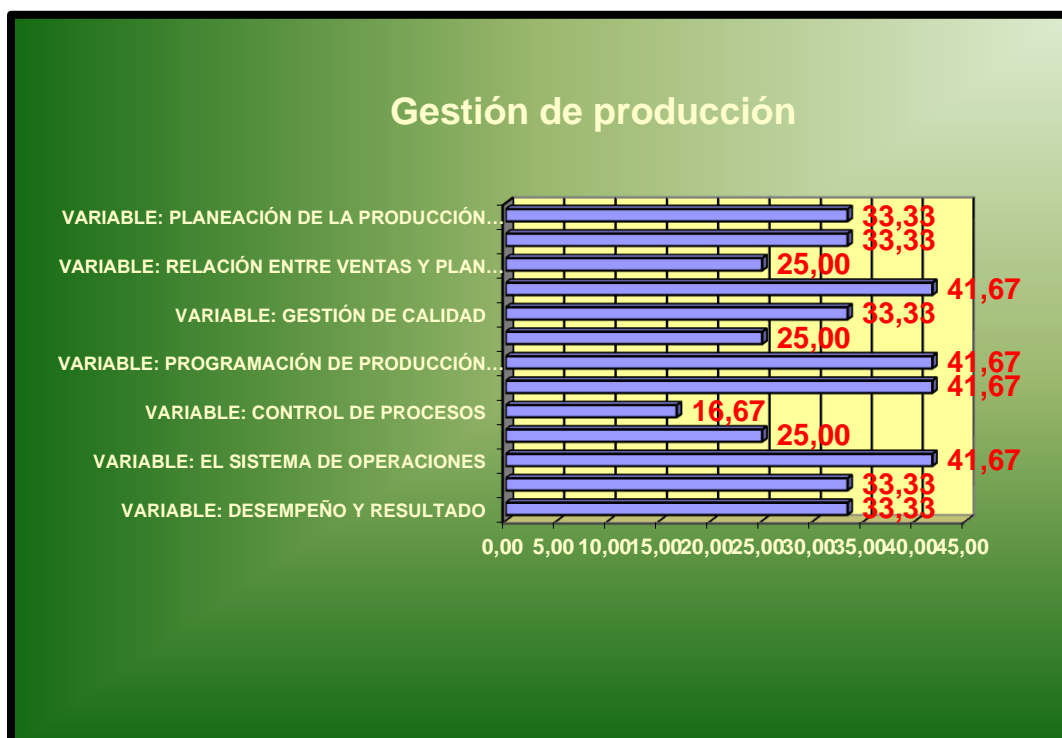 Gestión de producción
VARIABLE: PLANEACIÓN DE LA PRODUCCIÓN… 33,33
33,33
VARIABLE: RELACIÓN ENTRE VENTAS Y PLAN… 25,00
41,67
VARIABLE: GESTIÓN DE CALIDAD 33,33
25,00
VARIABLE: PROGRAMACIÓN DE PRODUCCIÓN… 41,67
41,67
VARIABLE: CONTROL DE PROCESOS 16,67
25,00
VARIABLE: EL SISTEMA DE OPERACIONES 41,67
33,33
VARIABLE: DESEMPEÑO Y RESULTADO 33,33
0,00 5,00 10,00 15,00 20,00 25,00 30,00 35,00 40,00 45,00